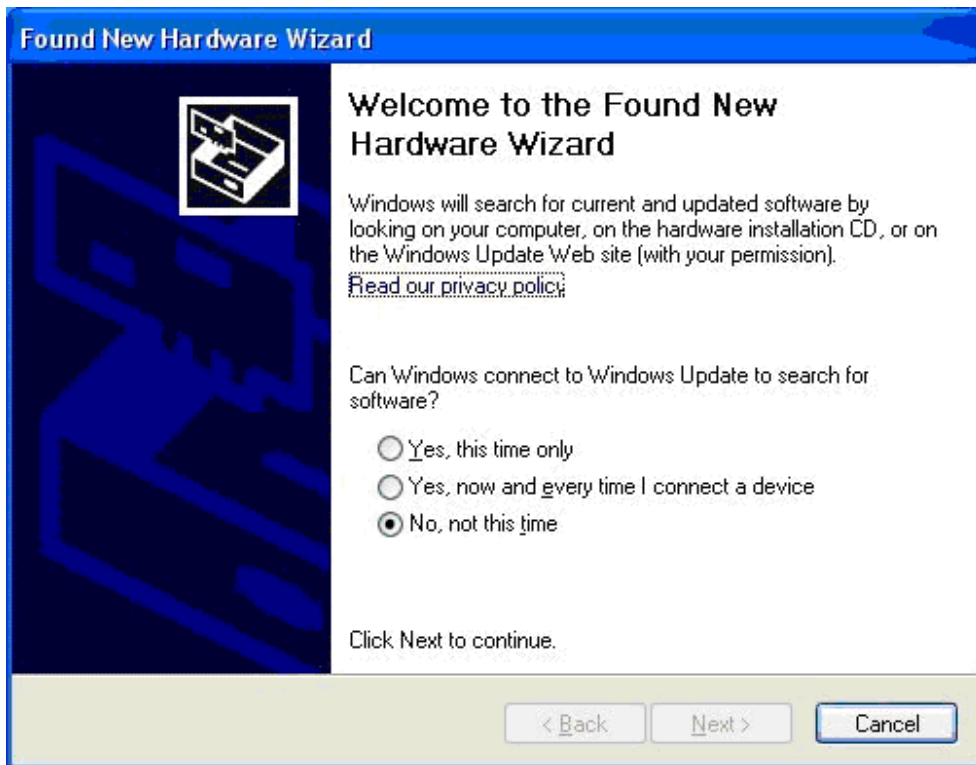 Found New Hardware Wizard
Welcome to the Found New
Hardware Wizard
Windows will search for current and updated software by
looking on your computer, on the hardware installation CD, or on
the Windows Update Web site (with your permission).
Read our privacy policy
Can Windows connect to Windows Update to search for
software?
Yes, this time only
Yes, now and every time I connect a device
No, not this time
Click Next to continue.
< Back
Next >
Cancel